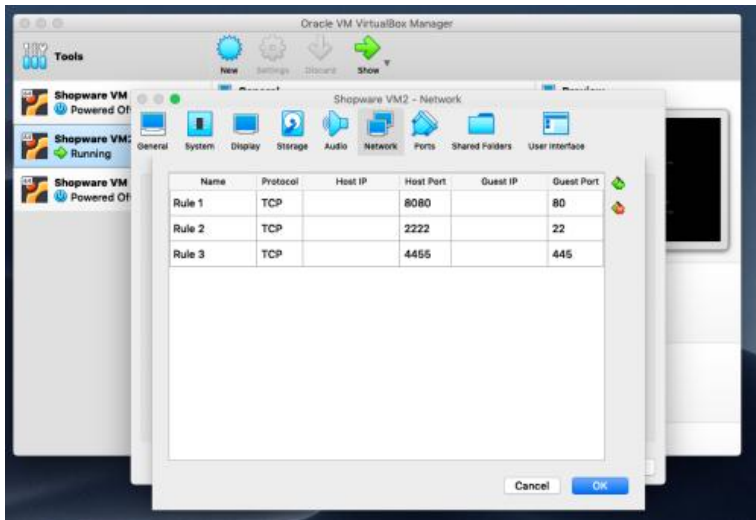 Oracle VM VirtualBox Manager
Tools
New Settings Discard Show
Shopware VM
Powered Of
Shopware VM2
Running
Shopware VM
Powered Of
Shopware VM2 - Network
General System Display Storage Audio Network Ports Shared Folders User Interface
Name Protocol Host IP Host Port Guest IP Guest Port
Rule 1 TCP 8080 80
Rule 2 TCP 2222 22
Rule 3 TCP 4455 445
Cancel OK